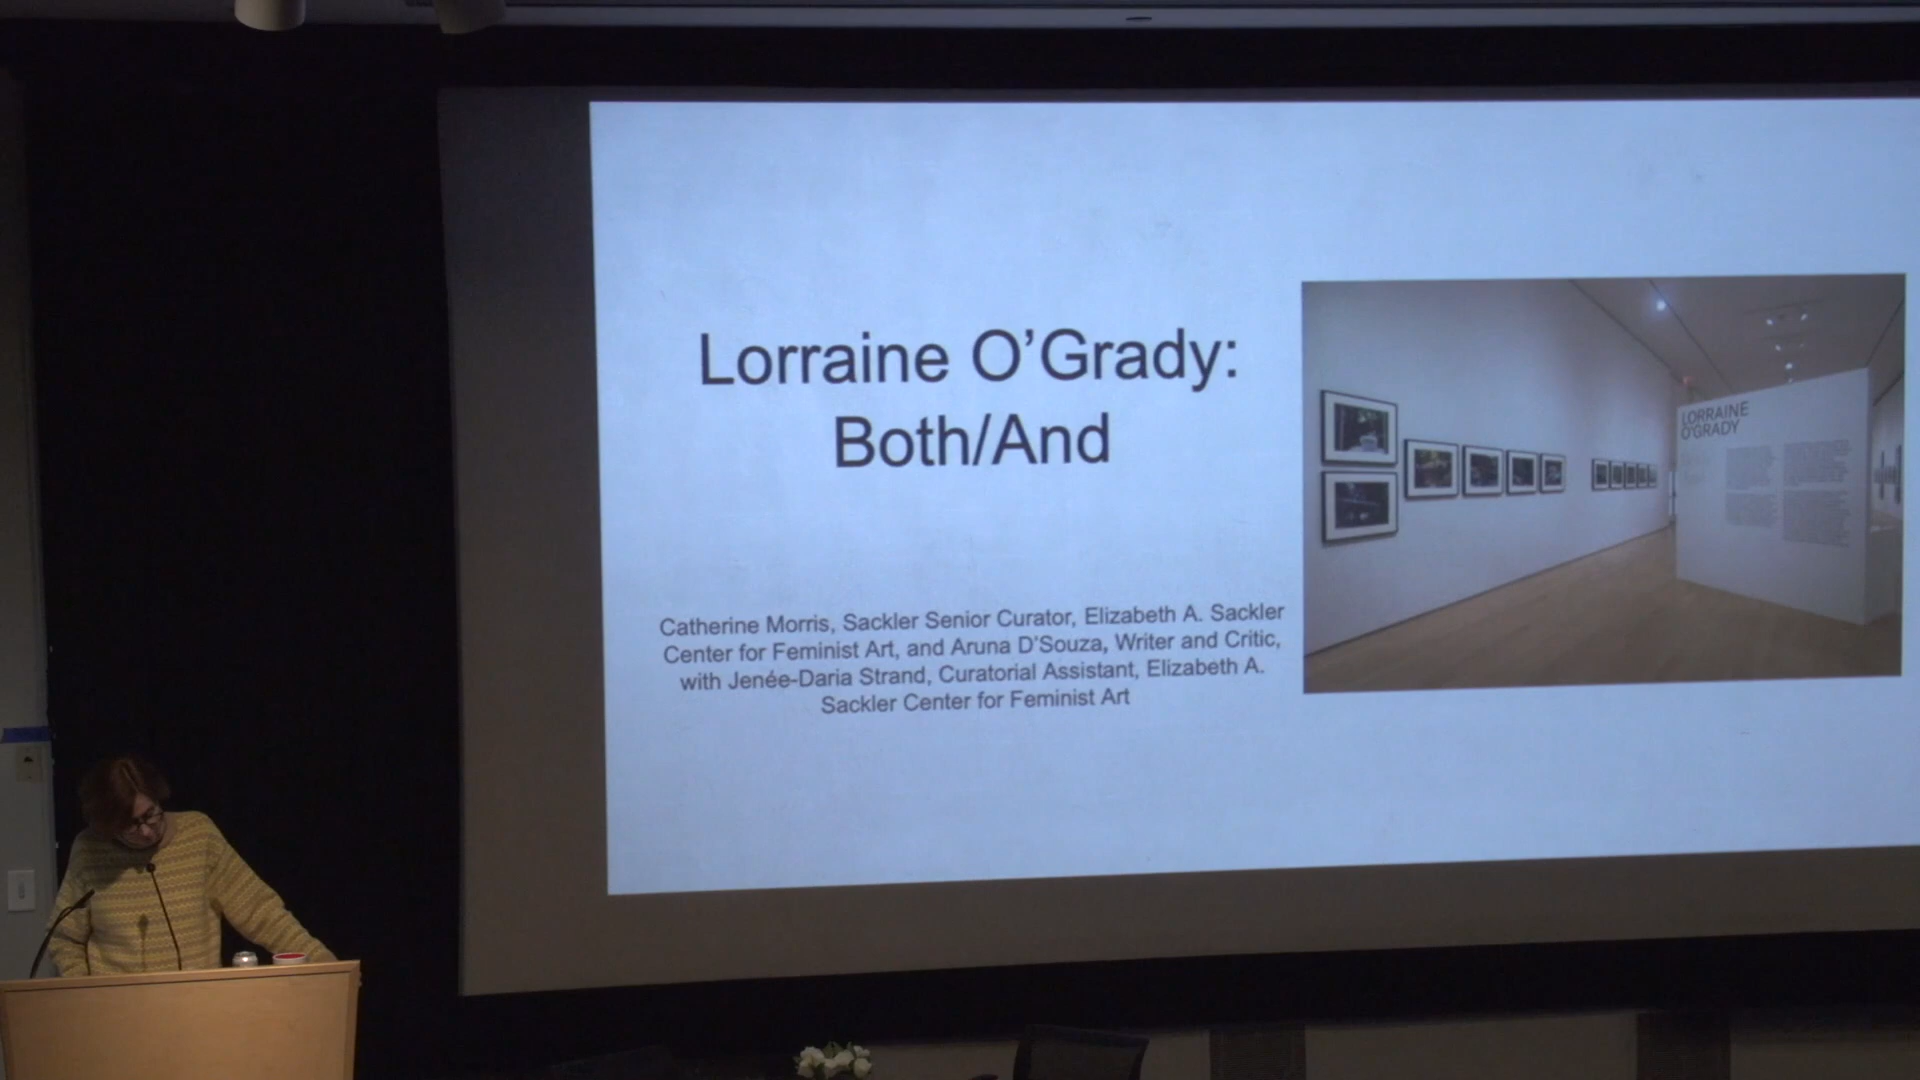 Lorraine O’Grady:
Both/And
Catherine Morris, Sackler Senior Curator, Elizabeth A. Sackler
Center for Feminist Art, and Aruna D'Souza, Writer and Critic,
with Jenée-Daria Strand, Curatorial Assistant, Elizabeth A.
Sackler Center for Feminist Art
LORRAINE
O'GRADY